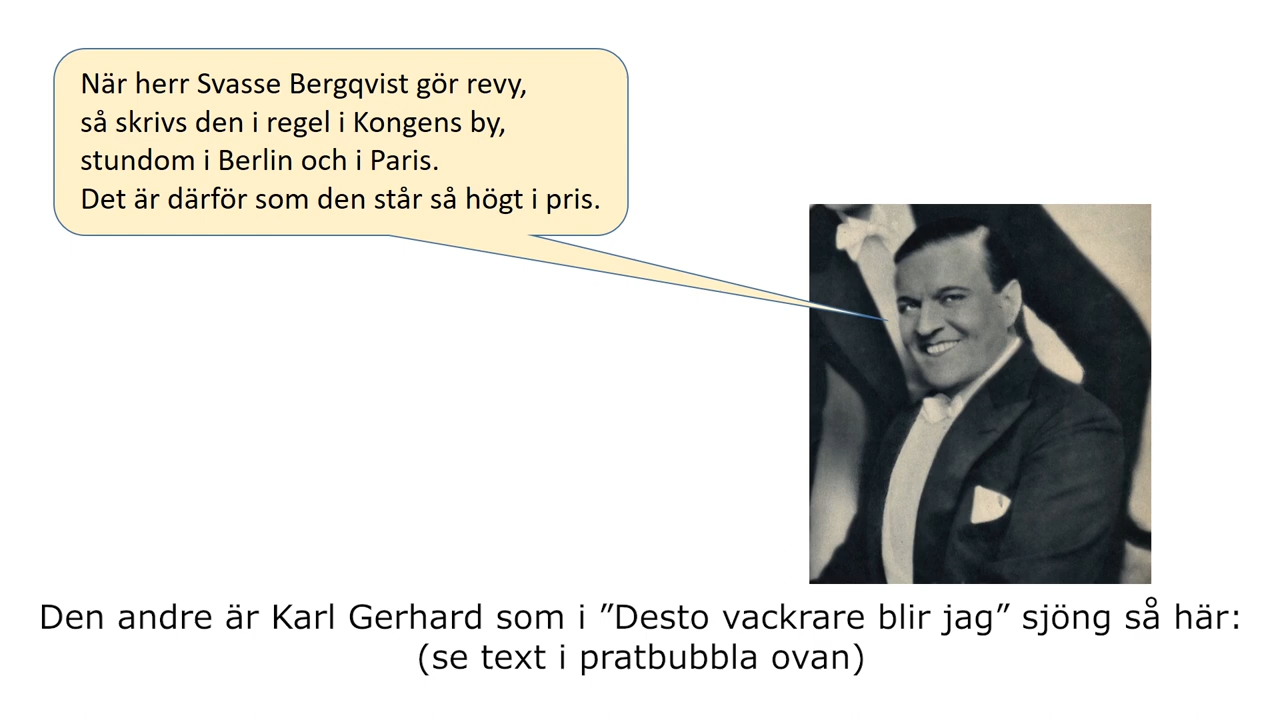 När herr Svasse Bergqvist gör revy,
så skrivs den i regel i Kongens by,
stundom i Berlin och i Paris.
Det är därför som den står så högt i pris.
Den andre är Karl Gerhard som i ”Desto vackrare blir jag” sjöng så här:
(se text i pratbubbla ovan)